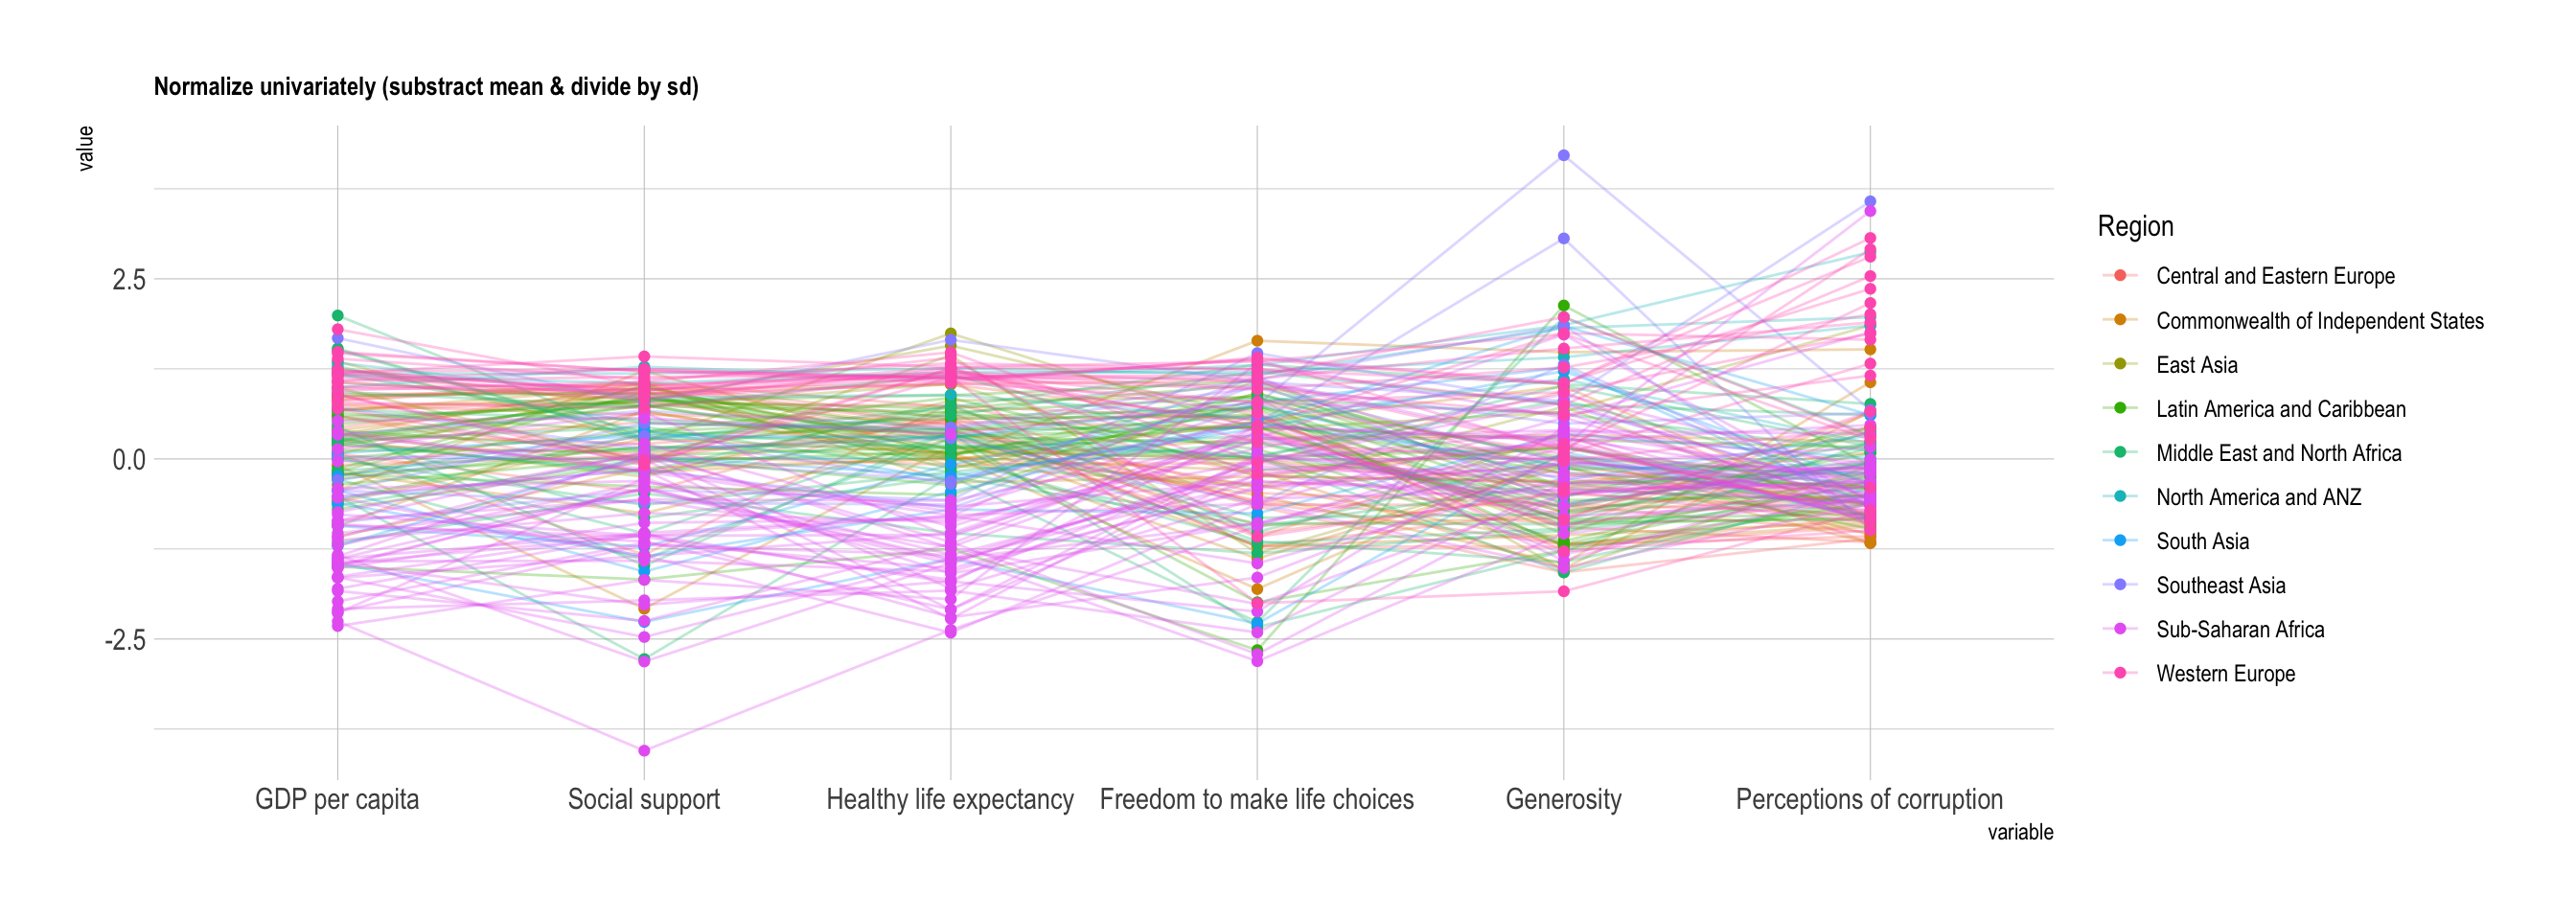 Normalize univariately (substract mean & divide by sd)
value
2.5
0.0
-2.5
GDP per capita
Social support
Healthy life expectancy
Freedom to make life choices
Generosity
Perceptions of corruption
variable
Region
Central and Eastern Europe
Commonwealth of Independent States
East Asia
Latin America and Caribbean
Middle East and North Africa
North America and ANZ
South Asia
Southeast Asia
Sub-Saharan Africa
Western Europe